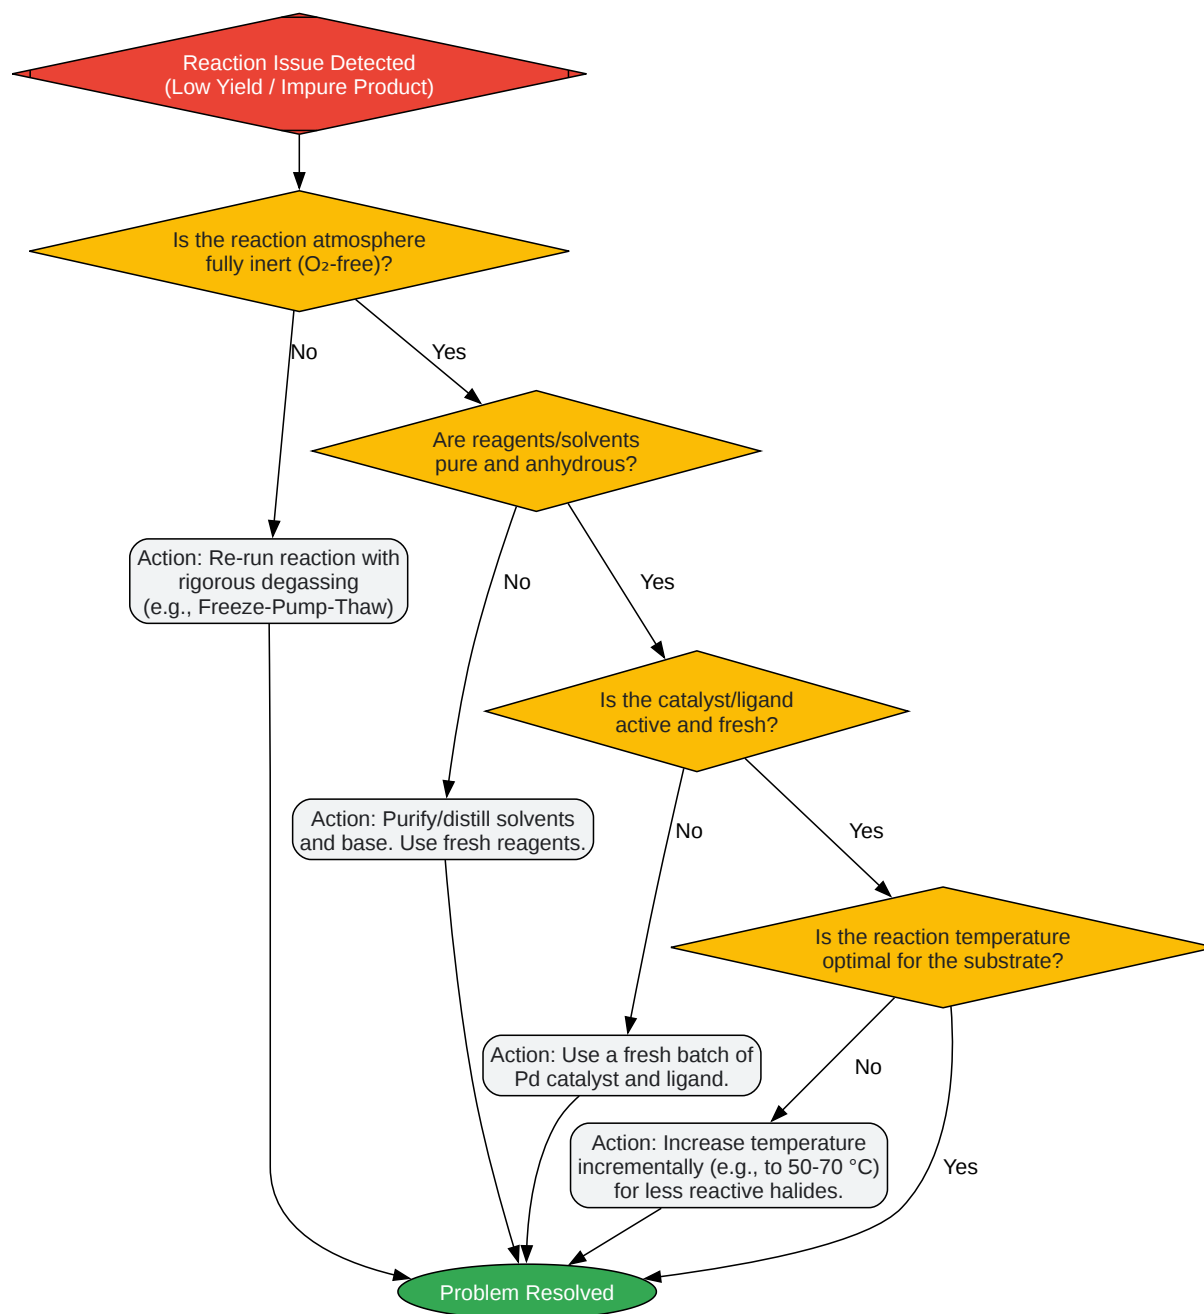 Reaction Issue Detected
(Low Yield / Impure Product)
Is the reaction atmosphere
fully inert (O₂-free)?
No
Yes
Are reagents/solvents
pure and anhydrous?
Action: Re-run reaction with
rigorous degassing
(e.g., Freeze-Pump-Thaw)
No
Yes
Is the catalyst/ligand
active and fresh?
Action: Purify/distill solvents
and base. Use fresh reagents.
No
Yes
Is the reaction temperature
optimal for the substrate?
Action: Use a fresh batch of
Pd catalyst and ligand.
No
Action: Increase temperature
incrementally (e.g., to 50-70 °C)
for less reactive halides.
Yes
Problem Resolved